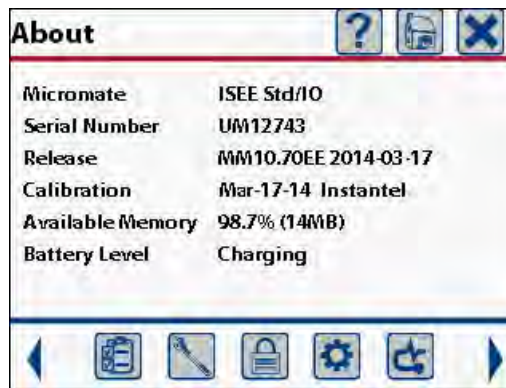 About
Micromate ISEE Std/IO
Serial Number UM12743
Release MM10.70EE 2014-03-17
Calibration Mar-17-14 Instantel
Available Memory 98.7% (14MB)
Battery Level Charging